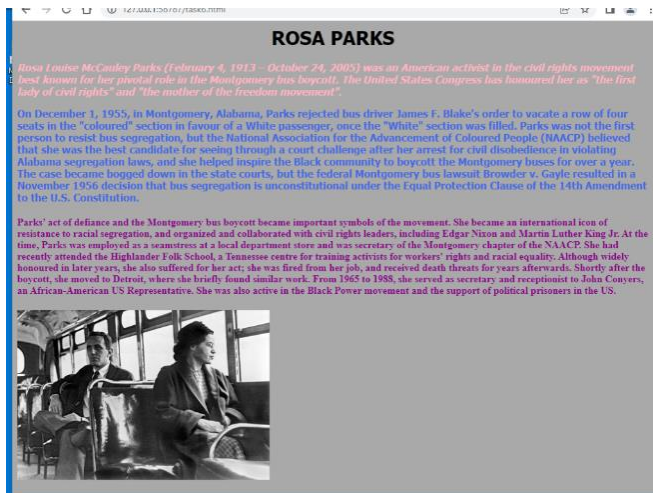 127.0.0.1:58787/task6.html
ROSA PARKS
Rosa Louise McCauley Parks (February 4, 1913 – October 24, 2005) was an American activist in the civil rights movement
best known for her pivotal role in the Montgomery bus boycott. The United States Congress has honoured her as "the first
lady of civil rights" and "the mother of the freedom movement".
On December 1, 1955, in Montgomery, Alabama, Parks rejected bus driver James F. Blake's order to vacate a row of four
seats in the "coloured" section in favour of a White passenger, once the "White" section was filled. Parks was not the first
person to resist bus segregation, but the National Association for the Advancement of Coloured People (NAACP) believed
that she was the best candidate for seeing through a court challenge after her arrest for civil disobedience in violating
Alabama segregation laws, and she helped inspire the Black community to boycott the Montgomery buses for over a year.
The case became bogged down in the state courts, but the federal Montgomery bus lawsuit Browder v. Gayle resulted in a
November 1956 decision that bus segregation is unconstitutional under the Equal Protection Clause of the 14th Amendment
to the U.S. Constitution.
Parks' act of defiance and the Montgomery bus boycott became important symbols of the movement. She became an international icon of
resistance to racial segregation, and organized and collaborated with civil rights leaders, including Edgar Nixon and Martin Luther King Jr. At the
time, Parks was employed as a seamstress at a local department store and was secretary of the Montgomery chapter of the NAACP. She had
recently attended the Highlander Folk School, a Tennessee centre for training activists for workers' rights and racial equality. Although widely
honoured in later years, she also suffered for her act; she was fired from her job, and received death threats for years afterwards. Shortly after the
boycott, she moved to Detroit, where she briefly found similar work. From 1965 to 1988, she served as secretary and receptionist to John Conyers,
an African-American US Representative. She was also active in the Black Power movement and the support of political prisoners in the US.